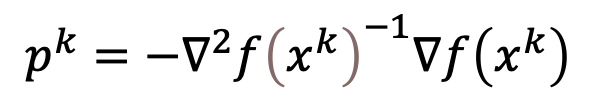 pᵏ = −∇²f(xᵏ)⁻¹∇f(xᵏ)